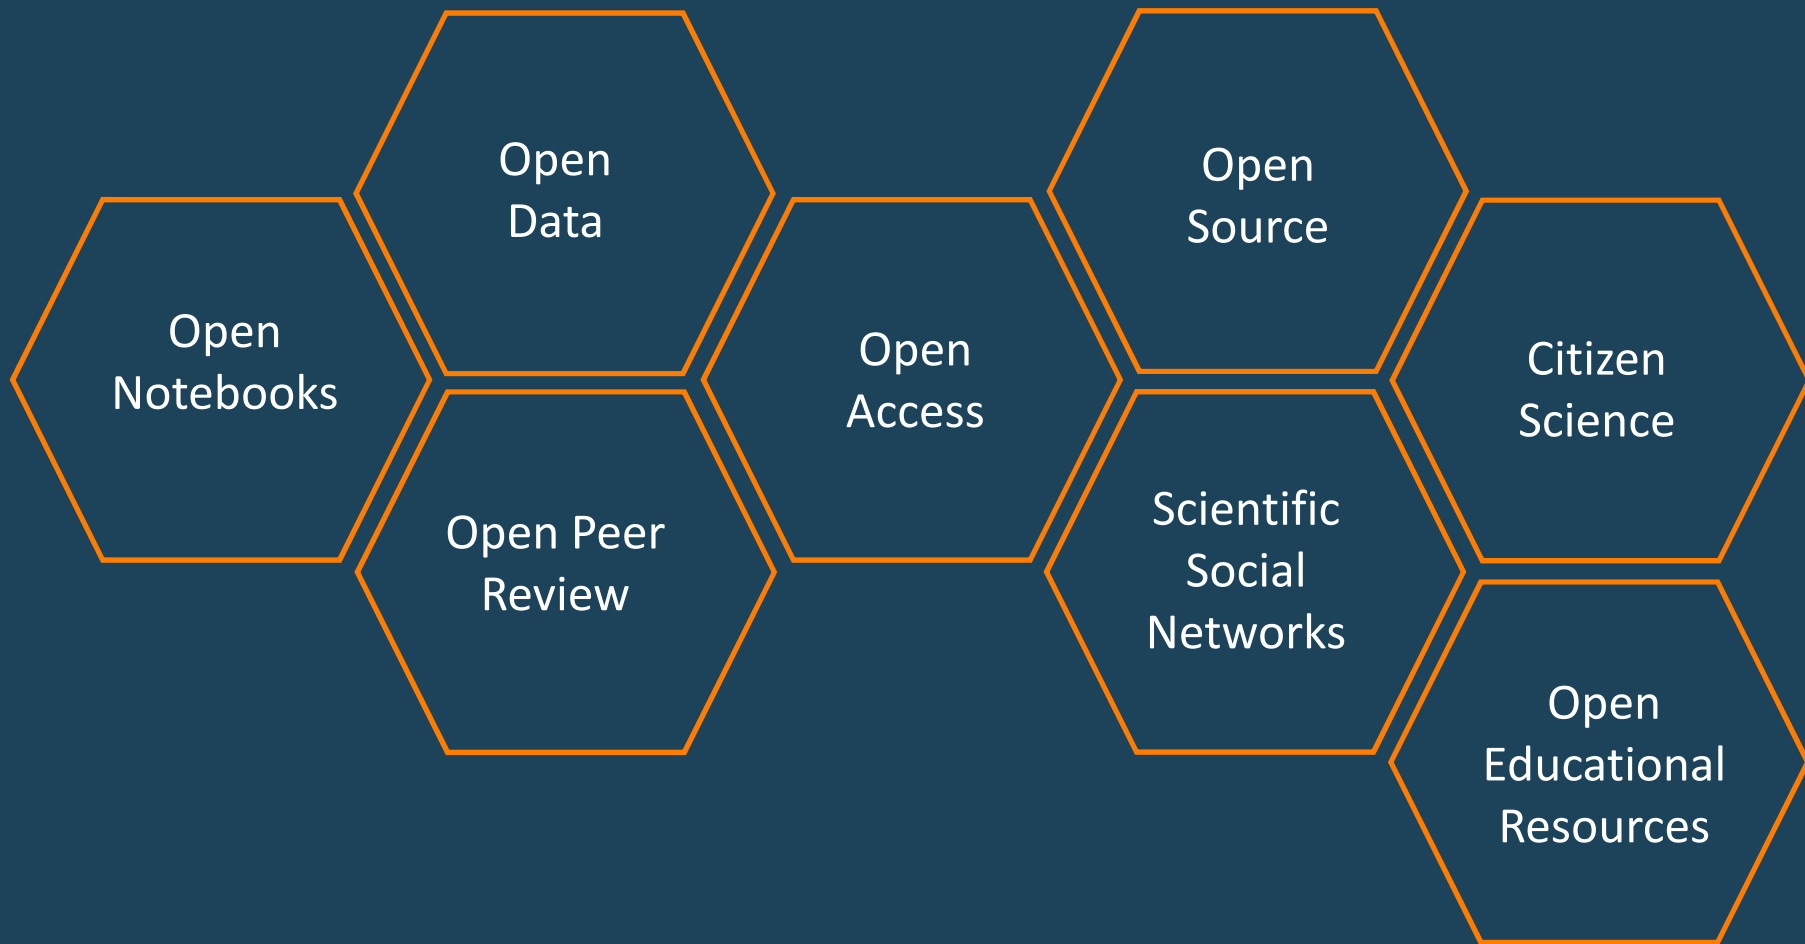 Open
Notebooks
Open
Data
Open Peer
Review
Open
Access
Open
Source
Scientific
Social
Networks
Citizen
Science
Open
Educational
Resources